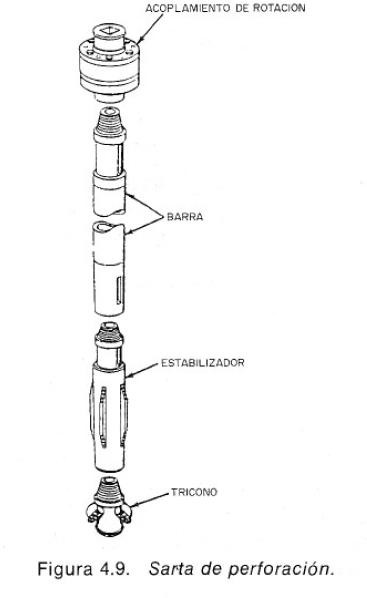 ACOPLAMIENTO DE ROTACION
BARRA
ESTABILIZADOR
TRICONO
Figura 4.9. Sarta de perforación.